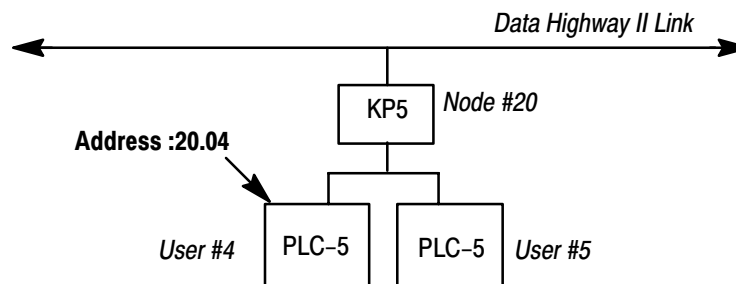 Data Highway II Link
KP5
Node #20
Address :20.04
User #4
PLC–5
PLC–5
User #5